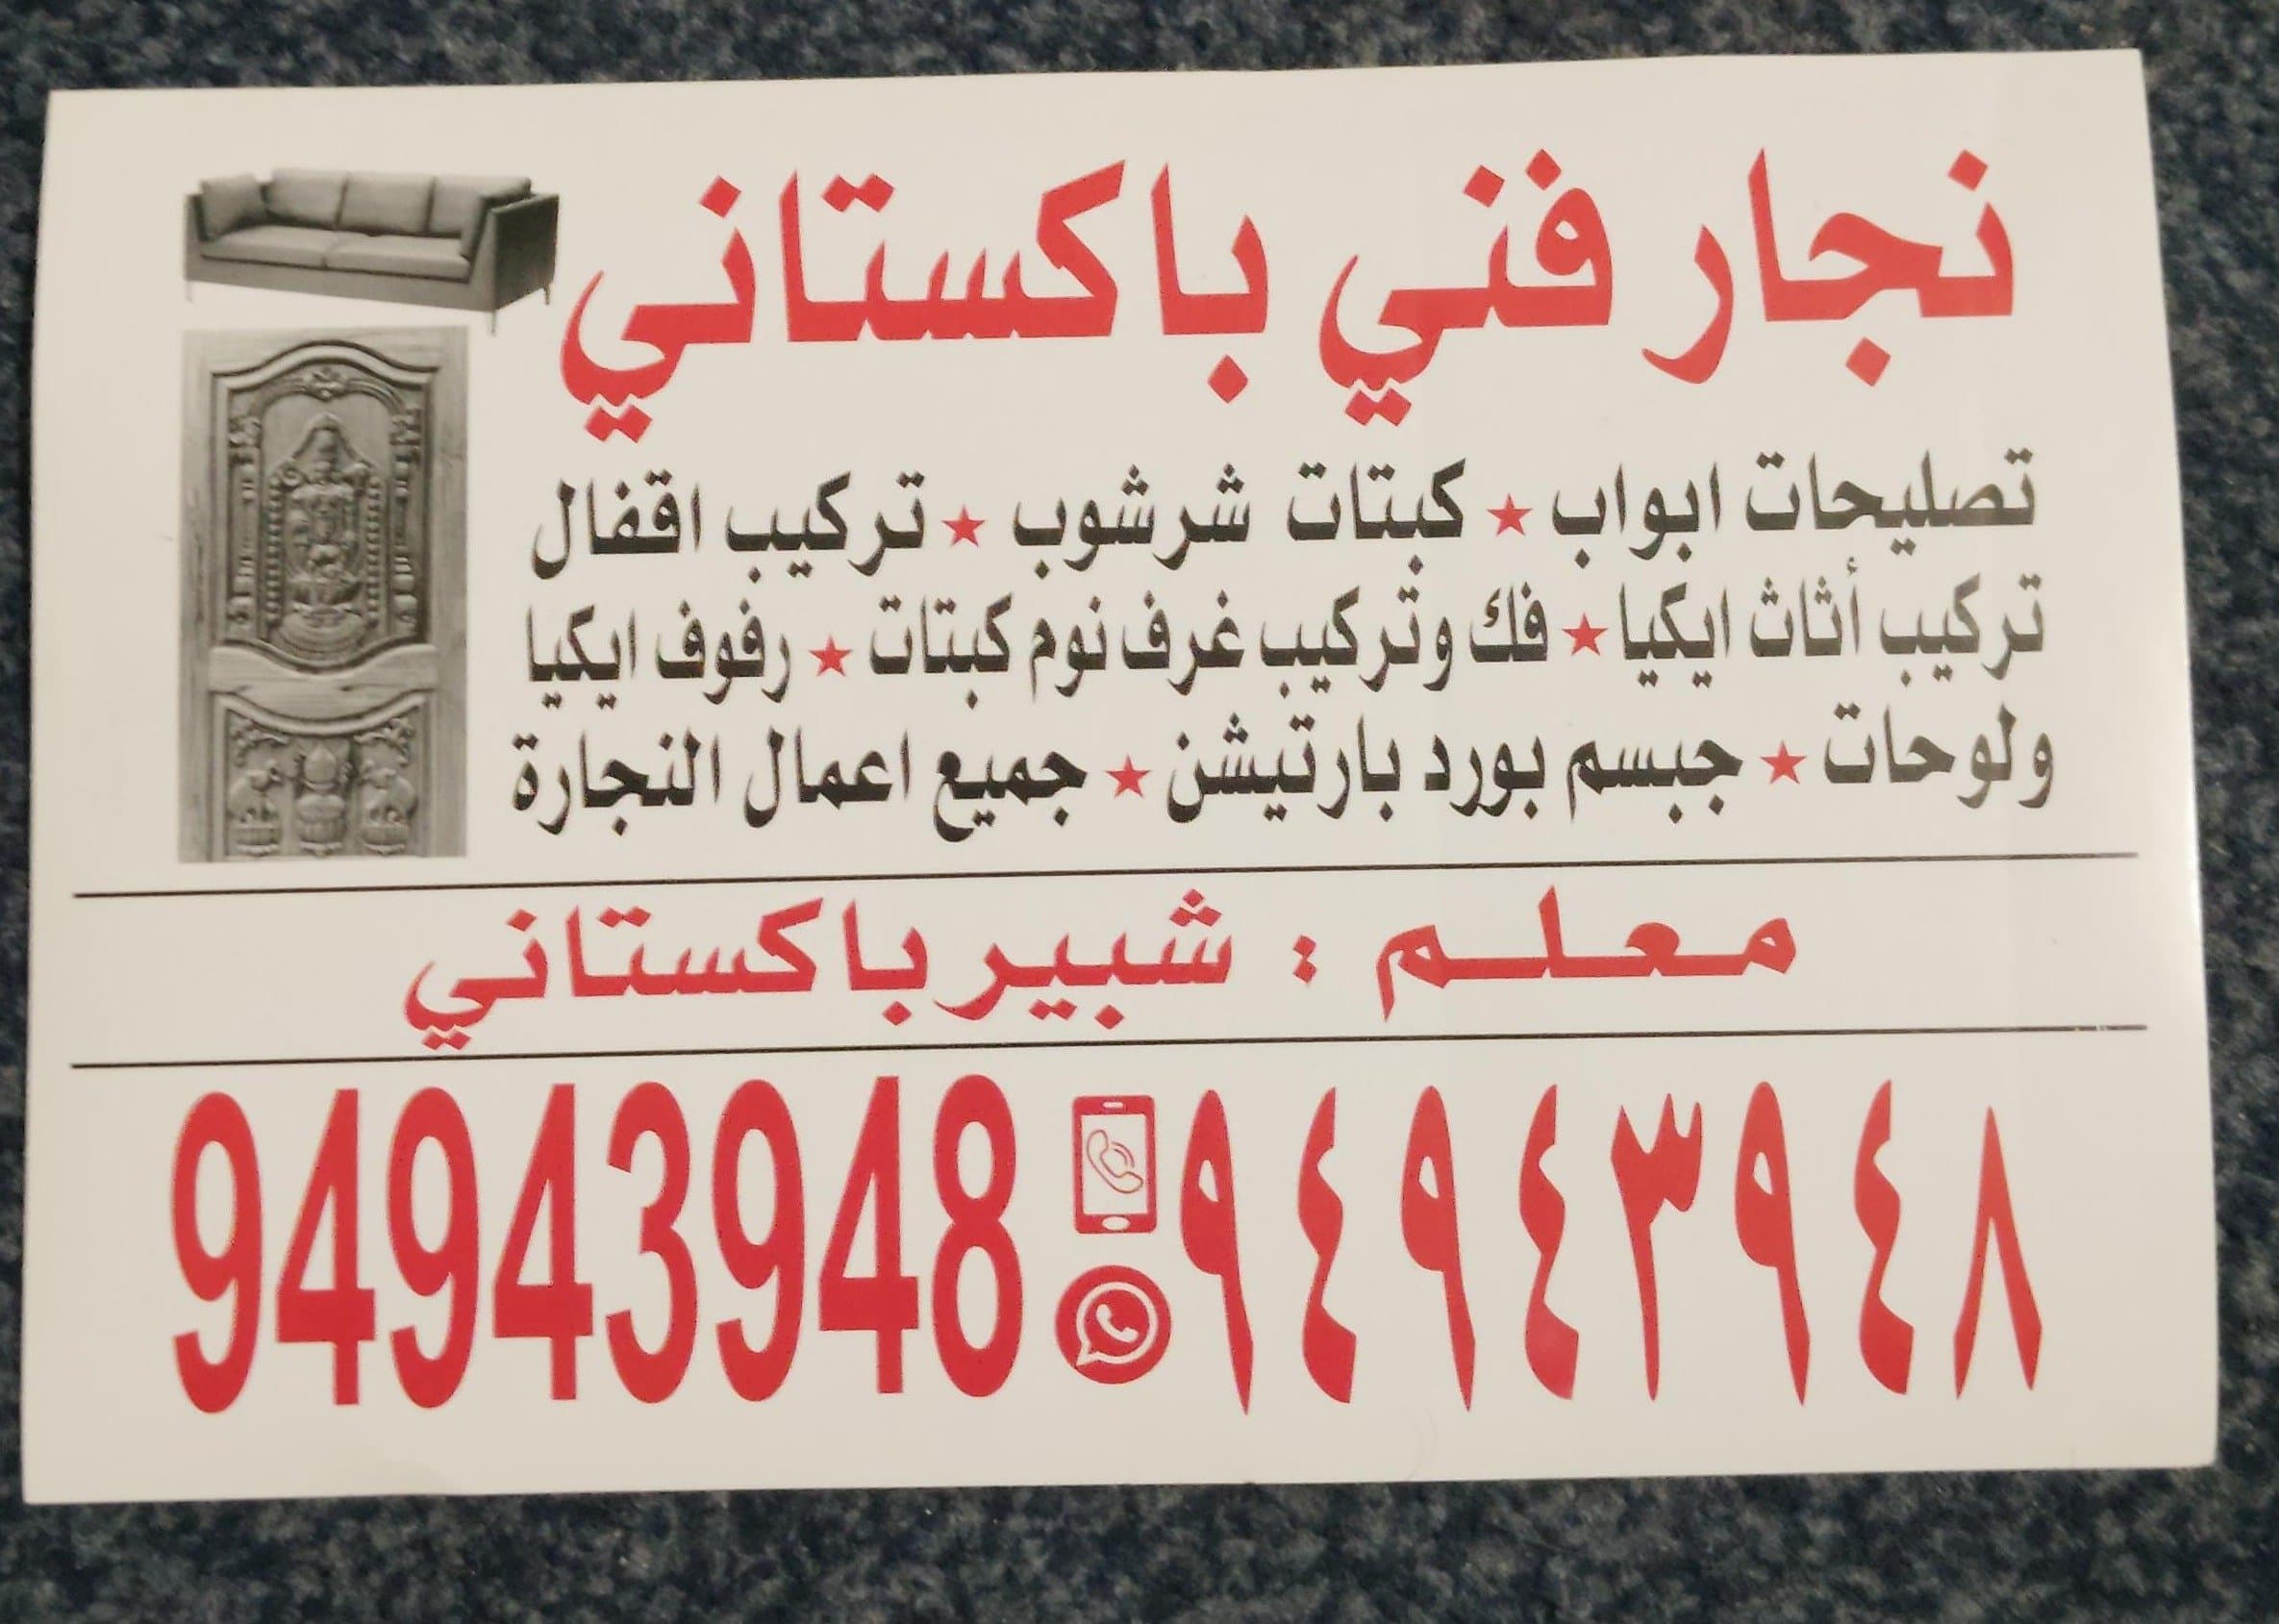 نجار فني باكستاني
تصليحات ابواب ★ كبتات شرشوب ★ تركيب اقفال
تركيب أثاث ايكيا ★ فك وتركيب غرف نوم كبتات ★ رفوف ايكيا
ولوحات ★ جبسم بورد بارتيشن ★ جميع اعمال النجارة
معلم : شبير باكستاني
94943948 ٩٤٩٤٣٩٤٨